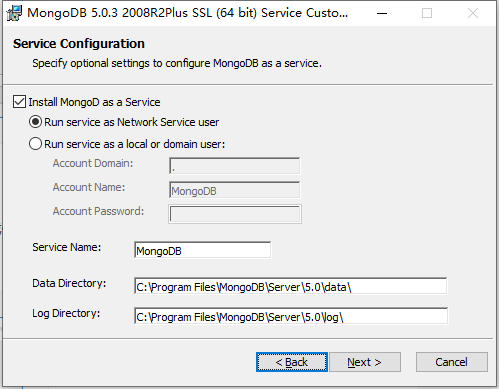 MongoDB 5.0.3 2008R2Plus SSL (64 bit) Service Custo...
Service Configuration
Specify optional settings to configure MongoDB as a service.
Install MongoD as a Service
Run service as Network Service user
Run service as a local or domain user:
Account Domain: .
Account Name: MongoDB
Account Password:
Service Name: MongoDB
Data Directory: C:\Program Files\MongoDB\Server\5.0\data\
Log Directory: C:\Program Files\MongoDB\Server\5.0\log\
< Back Next > Cancel